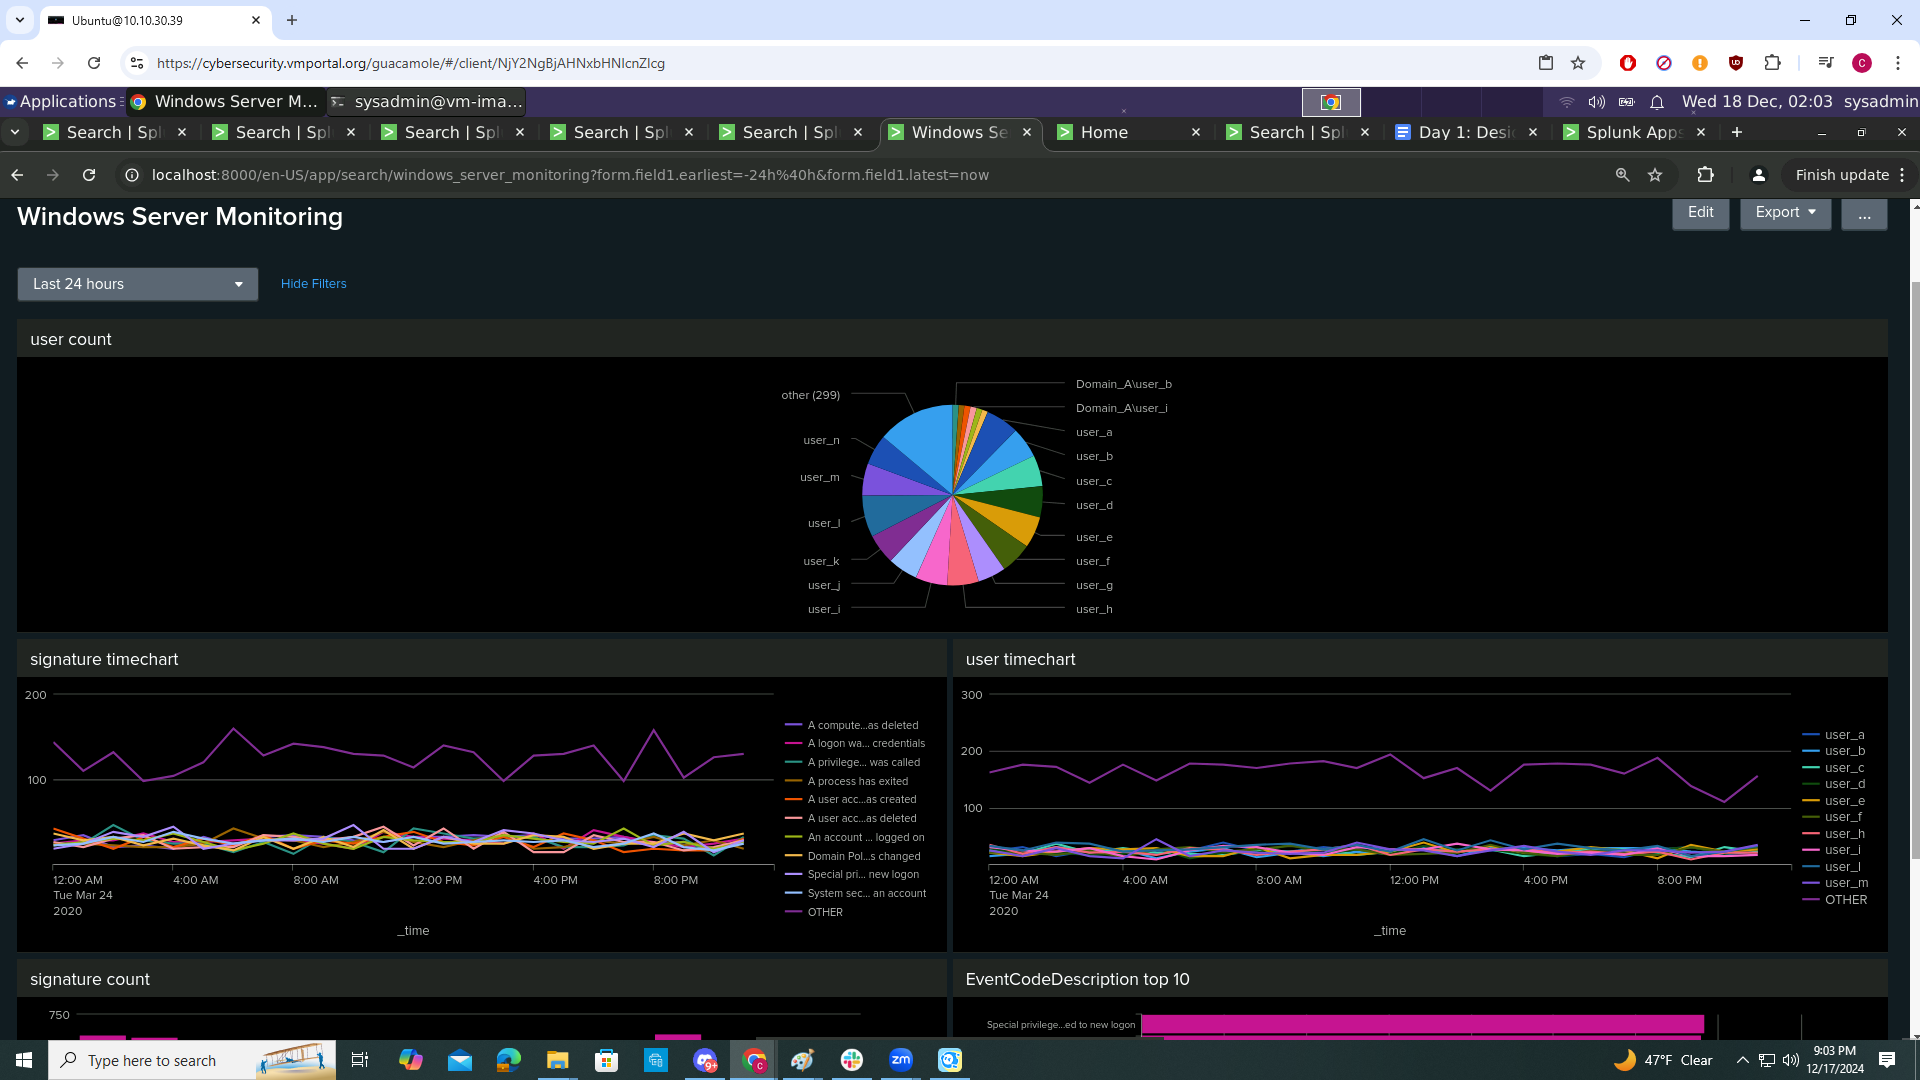 Ubuntu@10.10.30.39
https://cybersecurity.vmportal.org/guacamole/#/client/NjY2NgBjAHNxbHNlcnZlcg
Applications
Windows Server M...
sysadmin@vm-ima...
Wed 18 Dec, 02:03
sysadmin
Search | Spl
Search | Spl
Search | Spl
Search | Spl
Search | Spl
Windows Se
Home
Search | Spl
Day 1: Desi
Splunk Apps
localhost:8000/en-US/app/search/windows_server_monitoring?form.field1.earliest=-24h%40h&form.field1.latest=now
Finish update
Windows Server Monitoring
Edit
Export
...
Last 24 hours
Hide Filters
user count
other (299)
user_n
user_m
user_l
user_k
user_j
user_i
Domain_A\user_b
Domain_A\user_i
user_a
user_b
user_c
user_d
user_e
user_f
user_g
user_h
signature timechart
200
100
12:00 AM
Tue Mar 24
2020
4:00 AM
8:00 AM
12:00 PM
4:00 PM
8:00 PM
_time
A compute...as deleted
A logon wa... credentials
A privilege... was called
A process has exited
A user acc...as created
A user acc...as deleted
An account ... logged on
Domain Pol...s changed
Special pri... new logon
System sec... an account
OTHER
user timechart
300
200
100
12:00 AM
Tue Mar 24
2020
4:00 AM
8:00 AM
12:00 PM
4:00 PM
8:00 PM
_time
user_a
user_b
user_c
user_d
user_e
user_f
user_h
user_i
user_l
user_m
OTHER
signature count
750
EventCodeDescription top 10
Special privilege...ed to new logon
Type here to search
9+
zm
47°F Clear
9:03 PM
12/17/2024